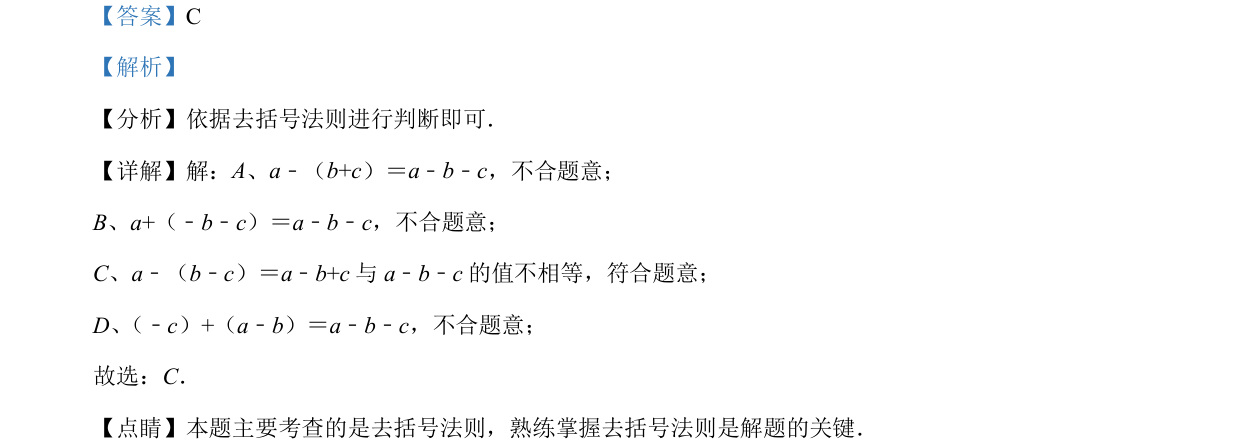 【答案】C
【解析】
【分析】依据去括号法则进行判断即可．
【详解】解：A、a﹣（b+c）＝a﹣b﹣c，不合题意；
B、a+（﹣b﹣c）＝a﹣b﹣c，不合题意；
C、a﹣（b﹣c）＝a﹣b+c 与 a﹣b﹣c 的值不相等，符合题意；
D、（﹣c）+（a﹣b）＝a﹣b﹣c，不合题意；
故选：C．
【点睛】本题主要考查的是去括号法则，熟练掌握去括号法则是解题的关键．